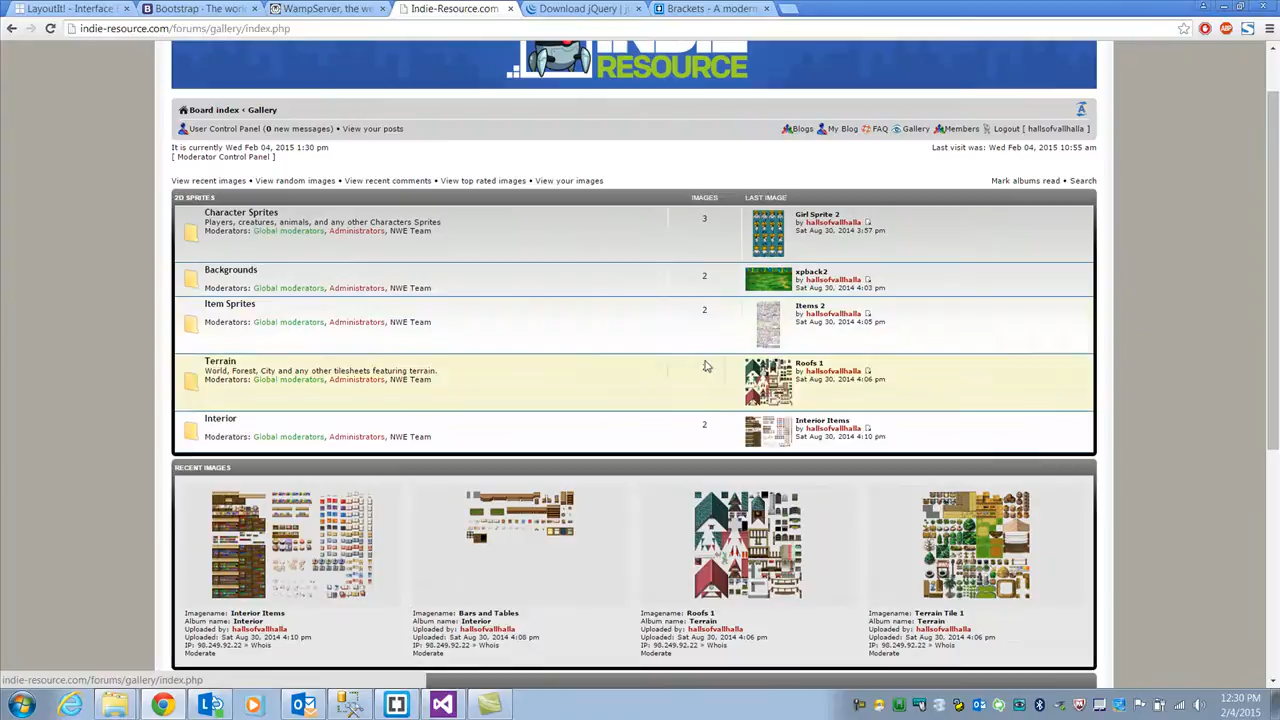 LayoutIt! - Interface
Bootstrap · The worl
WampServer, the we
Indie-Resource.com
Download jQuery | ju
Brackets - A modern
indie-resource.com/forums/gallery/index.php
RESOURCE
Board index ‹ Gallery
User Control Panel (0 new messages) • View your posts
Blogs My Blog FAQ Gallery Members Logout [ hallsofvallhalla ]
It is currently Wed Feb 04, 2015 1:30 pm
Last visit was: Wed Feb 04, 2015 10:55 am
[ Moderator Control Panel ]
View recent images • View random images • View recent comments • View top rated images • View your images
Mark albums read • Search
2D SPRITES IMAGES LAST IMAGE
Character Sprites
Players, creatures, animals, and any other Characters Sprites
Moderators: Global moderators, Administrators, NWE Team
3
Girl Sprite 2
by hallsofvallhalla
Sat Aug 30, 2014 3:57 pm
Backgrounds
Moderators: Global moderators, Administrators, NWE Team
2
xpback2
by hallsofvallhalla
Sat Aug 30, 2014 4:03 pm
Item Sprites
Moderators: Global moderators, Administrators, NWE Team
2
Items 2
by hallsofvallhalla
Sat Aug 30, 2014 4:05 pm
Terrain
World, Forest, City and any other tilesheets featuring terrain.
Moderators: Global moderators, Administrators, NWE Team
Roofs 1
by hallsofvallhalla
Sat Aug 30, 2014 4:06 pm
Interior
Moderators: Global moderators, Administrators, NWE Team
2
Interior Items
by hallsofvallhalla
Sat Aug 30, 2014 4:10 pm
RECENT IMAGES
Imagename: Interior Items
Album name: Interior
Uploaded by: hallsofvallhalla
Uploaded: Sat Aug 30, 2014 4:10 pm
IP: 98.249.92.22 » Whois
Moderate
Imagename: Bars and Tables
Album name: Interior
Uploaded by: hallsofvallhalla
Uploaded: Sat Aug 30, 2014 4:08 pm
IP: 98.249.92.22 » Whois
Moderate
Imagename: Roofs 1
Album name: Terrain
Uploaded by: hallsofvallhalla
Uploaded: Sat Aug 30, 2014 4:06 pm
IP: 98.249.92.22 » Whois
Moderate
Imagename: Terrain Tile 1
Album name: Terrain
Uploaded by: hallsofvallhalla
Uploaded: Sat Aug 30, 2014 4:06 pm
IP: 98.249.92.22 » Whois
Moderate
indie-resource.com/forums/gallery/index.php
12:30 PM
2/4/2015